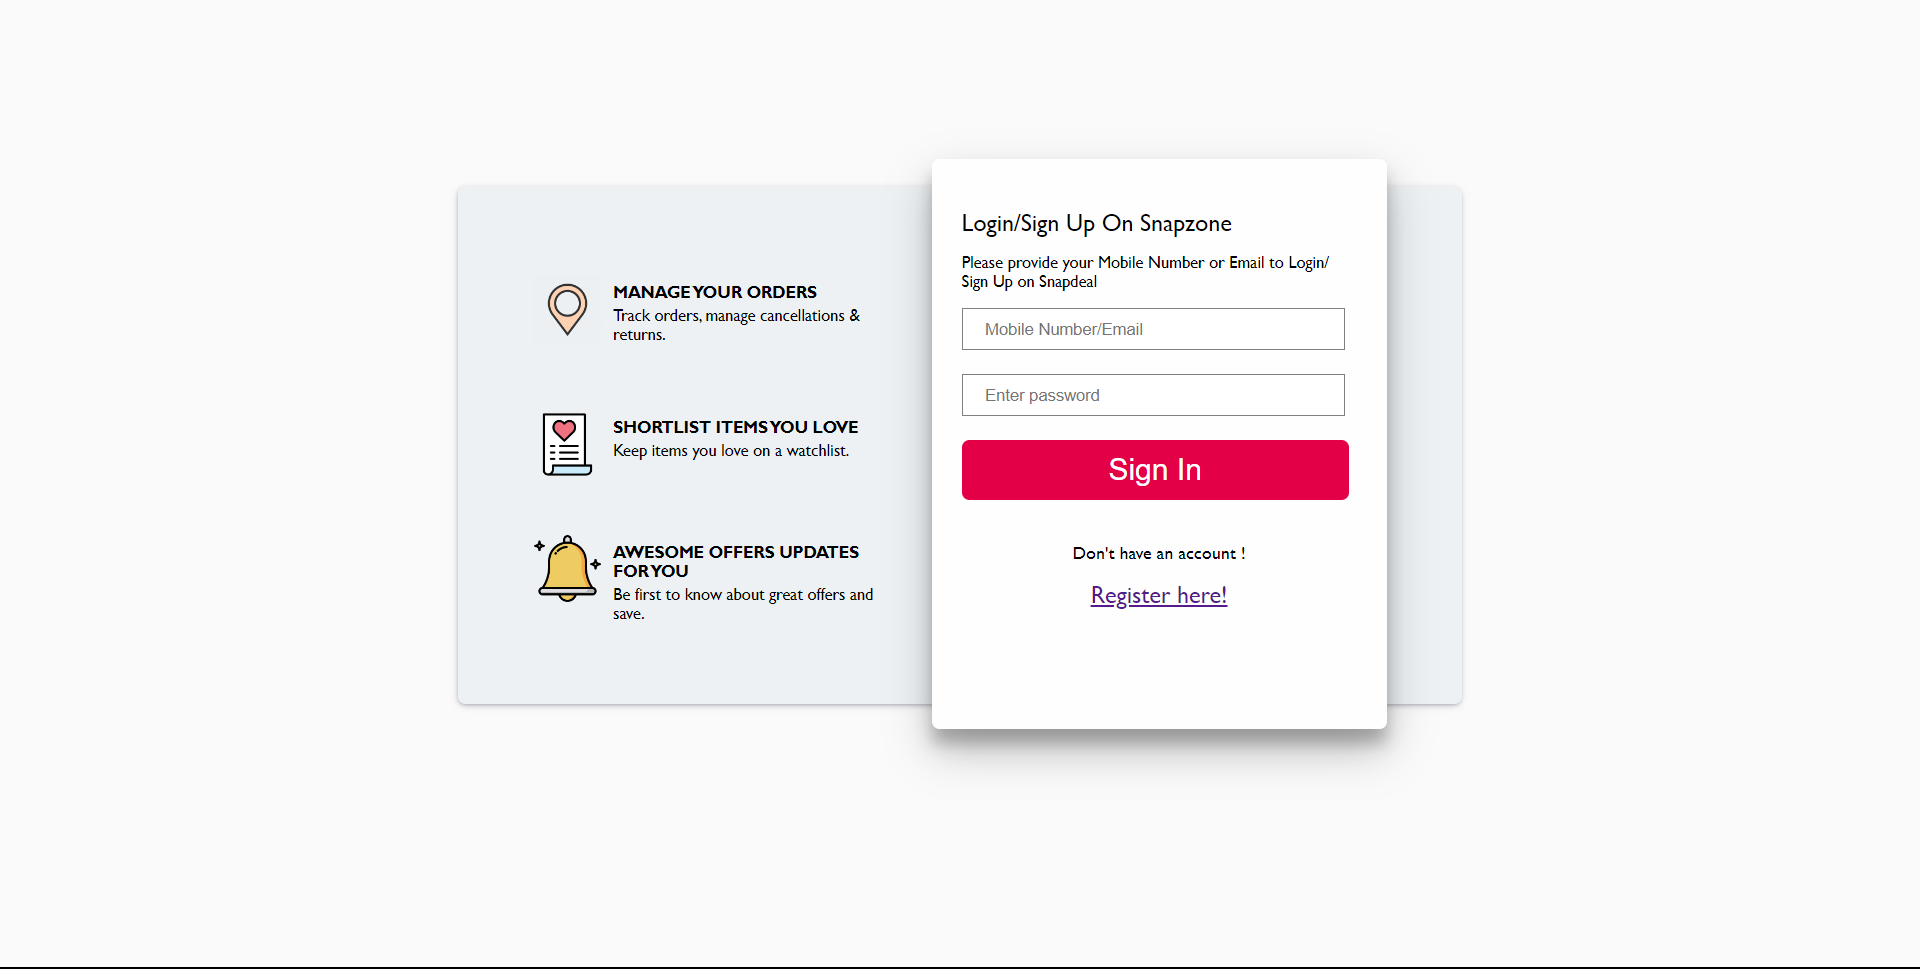 MANAGE YOUR ORDERS
Track orders, manage cancellations &
returns.
SHORTLIST ITEMS YOU LOVE
Keep items you love on a watchlist.
AWESOME OFFERS UPDATES
FOR YOU
Be first to know about great offers and
save.
Login/Sign Up On Snapzone
Please provide your Mobile Number or Email to Login/
Sign Up on Snapdeal
Mobile Number/Email
Enter password
Sign In
Don't have an account !
Register here!